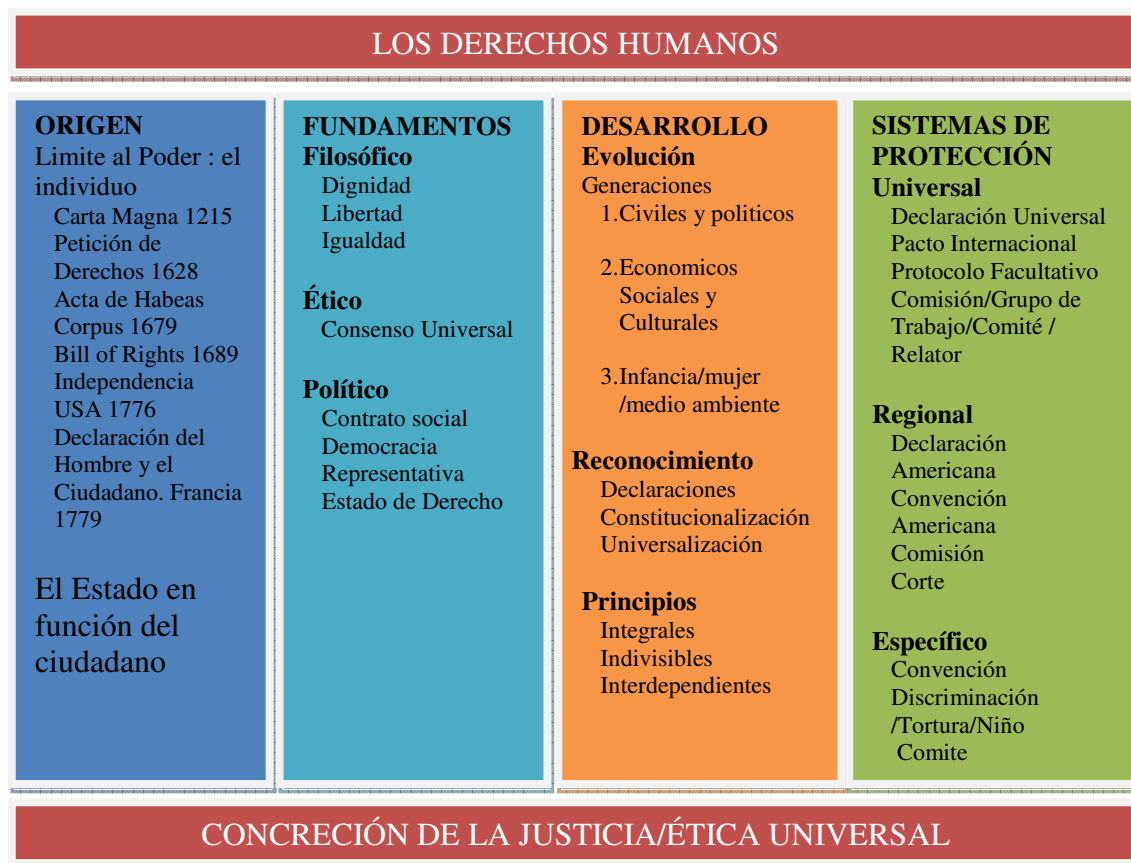 LOS DERECHOS HUMANOS
ORIGEN
Limite al Poder : el
individuo
Carta Magna 1215
Petición de
Derechos 1628
Acta de Habeas
Corpus 1679
Bill of Rights 1689
Independencia
USA 1776
Declaración del
Hombre y el
Ciudadano. Francia
1779
El Estado en
función del
ciudadano
FUNDAMENTOS
Filosófico
Dignidad
Libertad
Igualdad
Ético
Consenso Universal
Político
Contrato social
Democracia
Representativa
Estado de Derecho
DESARROLLO
Evolución
Generaciones
1.Civiles y politicos
2.Economicos
Sociales y
Culturales
3.Infancia/mujer
/medio ambiente
Reconocimiento
Declaraciones
Constitucionalización
Universalización
Principios
Integrales
Indivisibles
Interdependientes
SISTEMAS DE
PROTECCIÓN
Universal
Declaración Universal
Pacto Internacional
Protocolo Facultativo
Comisión/Grupo de
Trabajo/Comité /
Relator
Regional
Declaración
Americana
Convención
Americana
Comisión
Corte
Específico
Convención
Discriminación
/Tortura/Niño
Comite
CONCRECIÓN DE LA JUSTICIA/ÉTICA UNIVERSAL